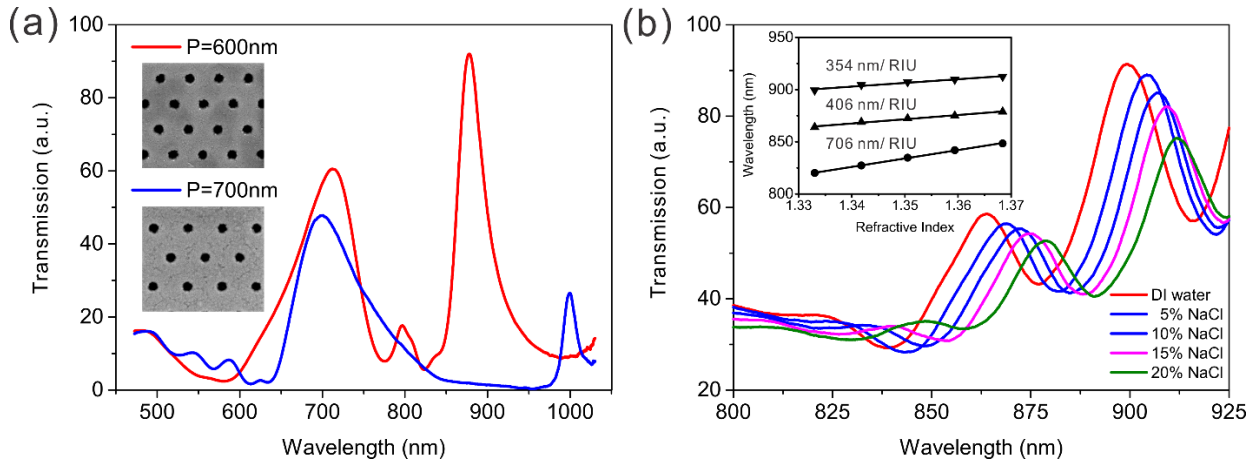 (a)
P=600nm
P=700nm
100
80
60
40
20
0
Transmission (a.u.)
500
600
700
800
900
1000
Wavelength (nm)
(b)
100
80
60
40
20
Transmission (a.u.)
800
825
850
875
900
925
Wavelength (nm)
950
900
850
800
Wavelength (nm)
354 nm/ RIU
406 nm/ RIU
706 nm/ RIU
1.33
1.34
1.35
1.36
1.37
Refractive Index
DI water
5% NaCl
10% NaCl
15% NaCl
20% NaCl